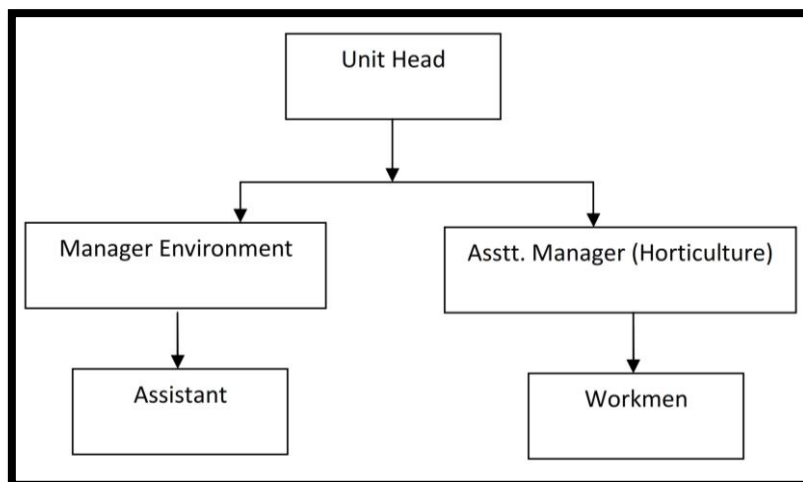 Unit Head
Manager Environment
Asstt. Manager (Horticulture)
Assistant
Workmen